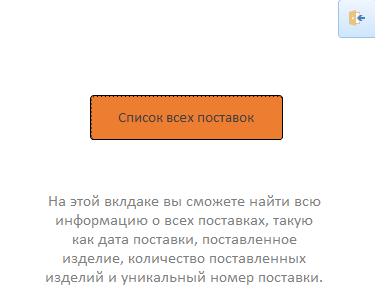 Список всех поставок
На этой вклдаке вы сможете найти всю
информацию о всех поставках, такую
как дата поставки, поставленное
изделие, количество поставленных
изделий и уникальный номер поставки.